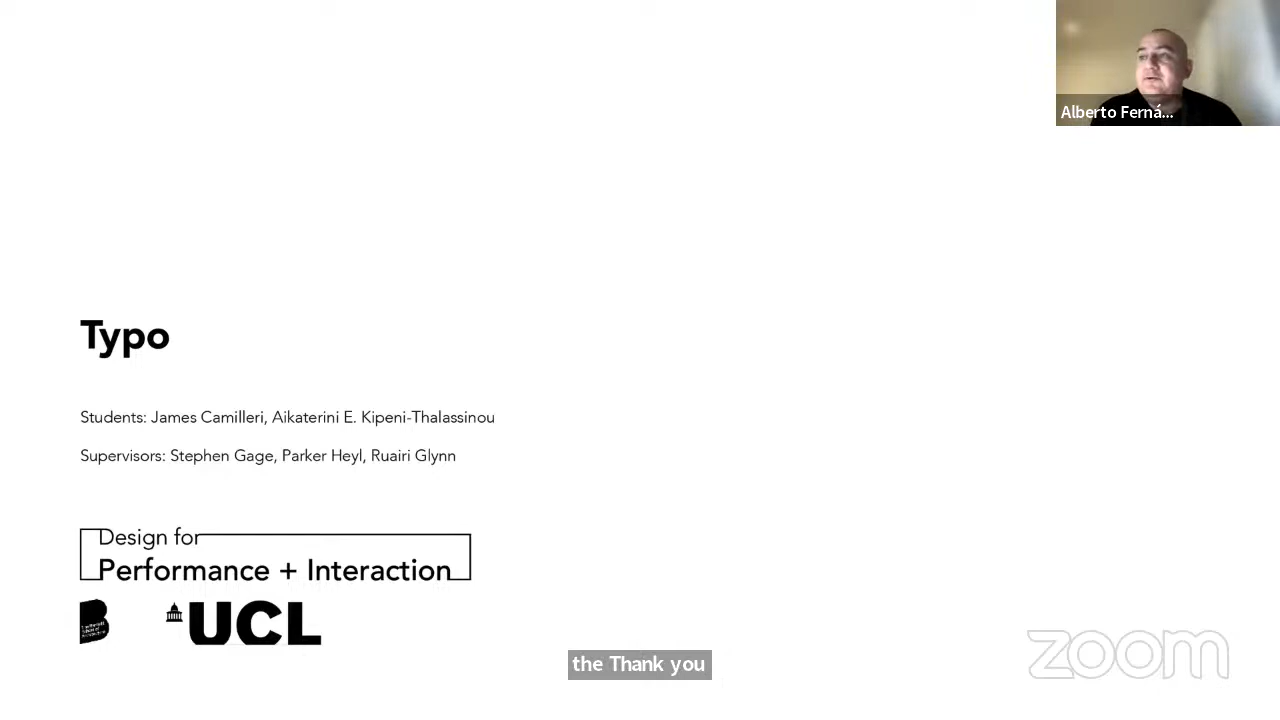 Alberto Ferná...
Typo
Students: James Camilleri, Aikaterini E. Kipeni-Thalassinou
Supervisors: Stephen Gage, Parker Heyl, Ruairi Glynn
Design for
Performance + Interaction
B
UCL
the Thank you
zoom